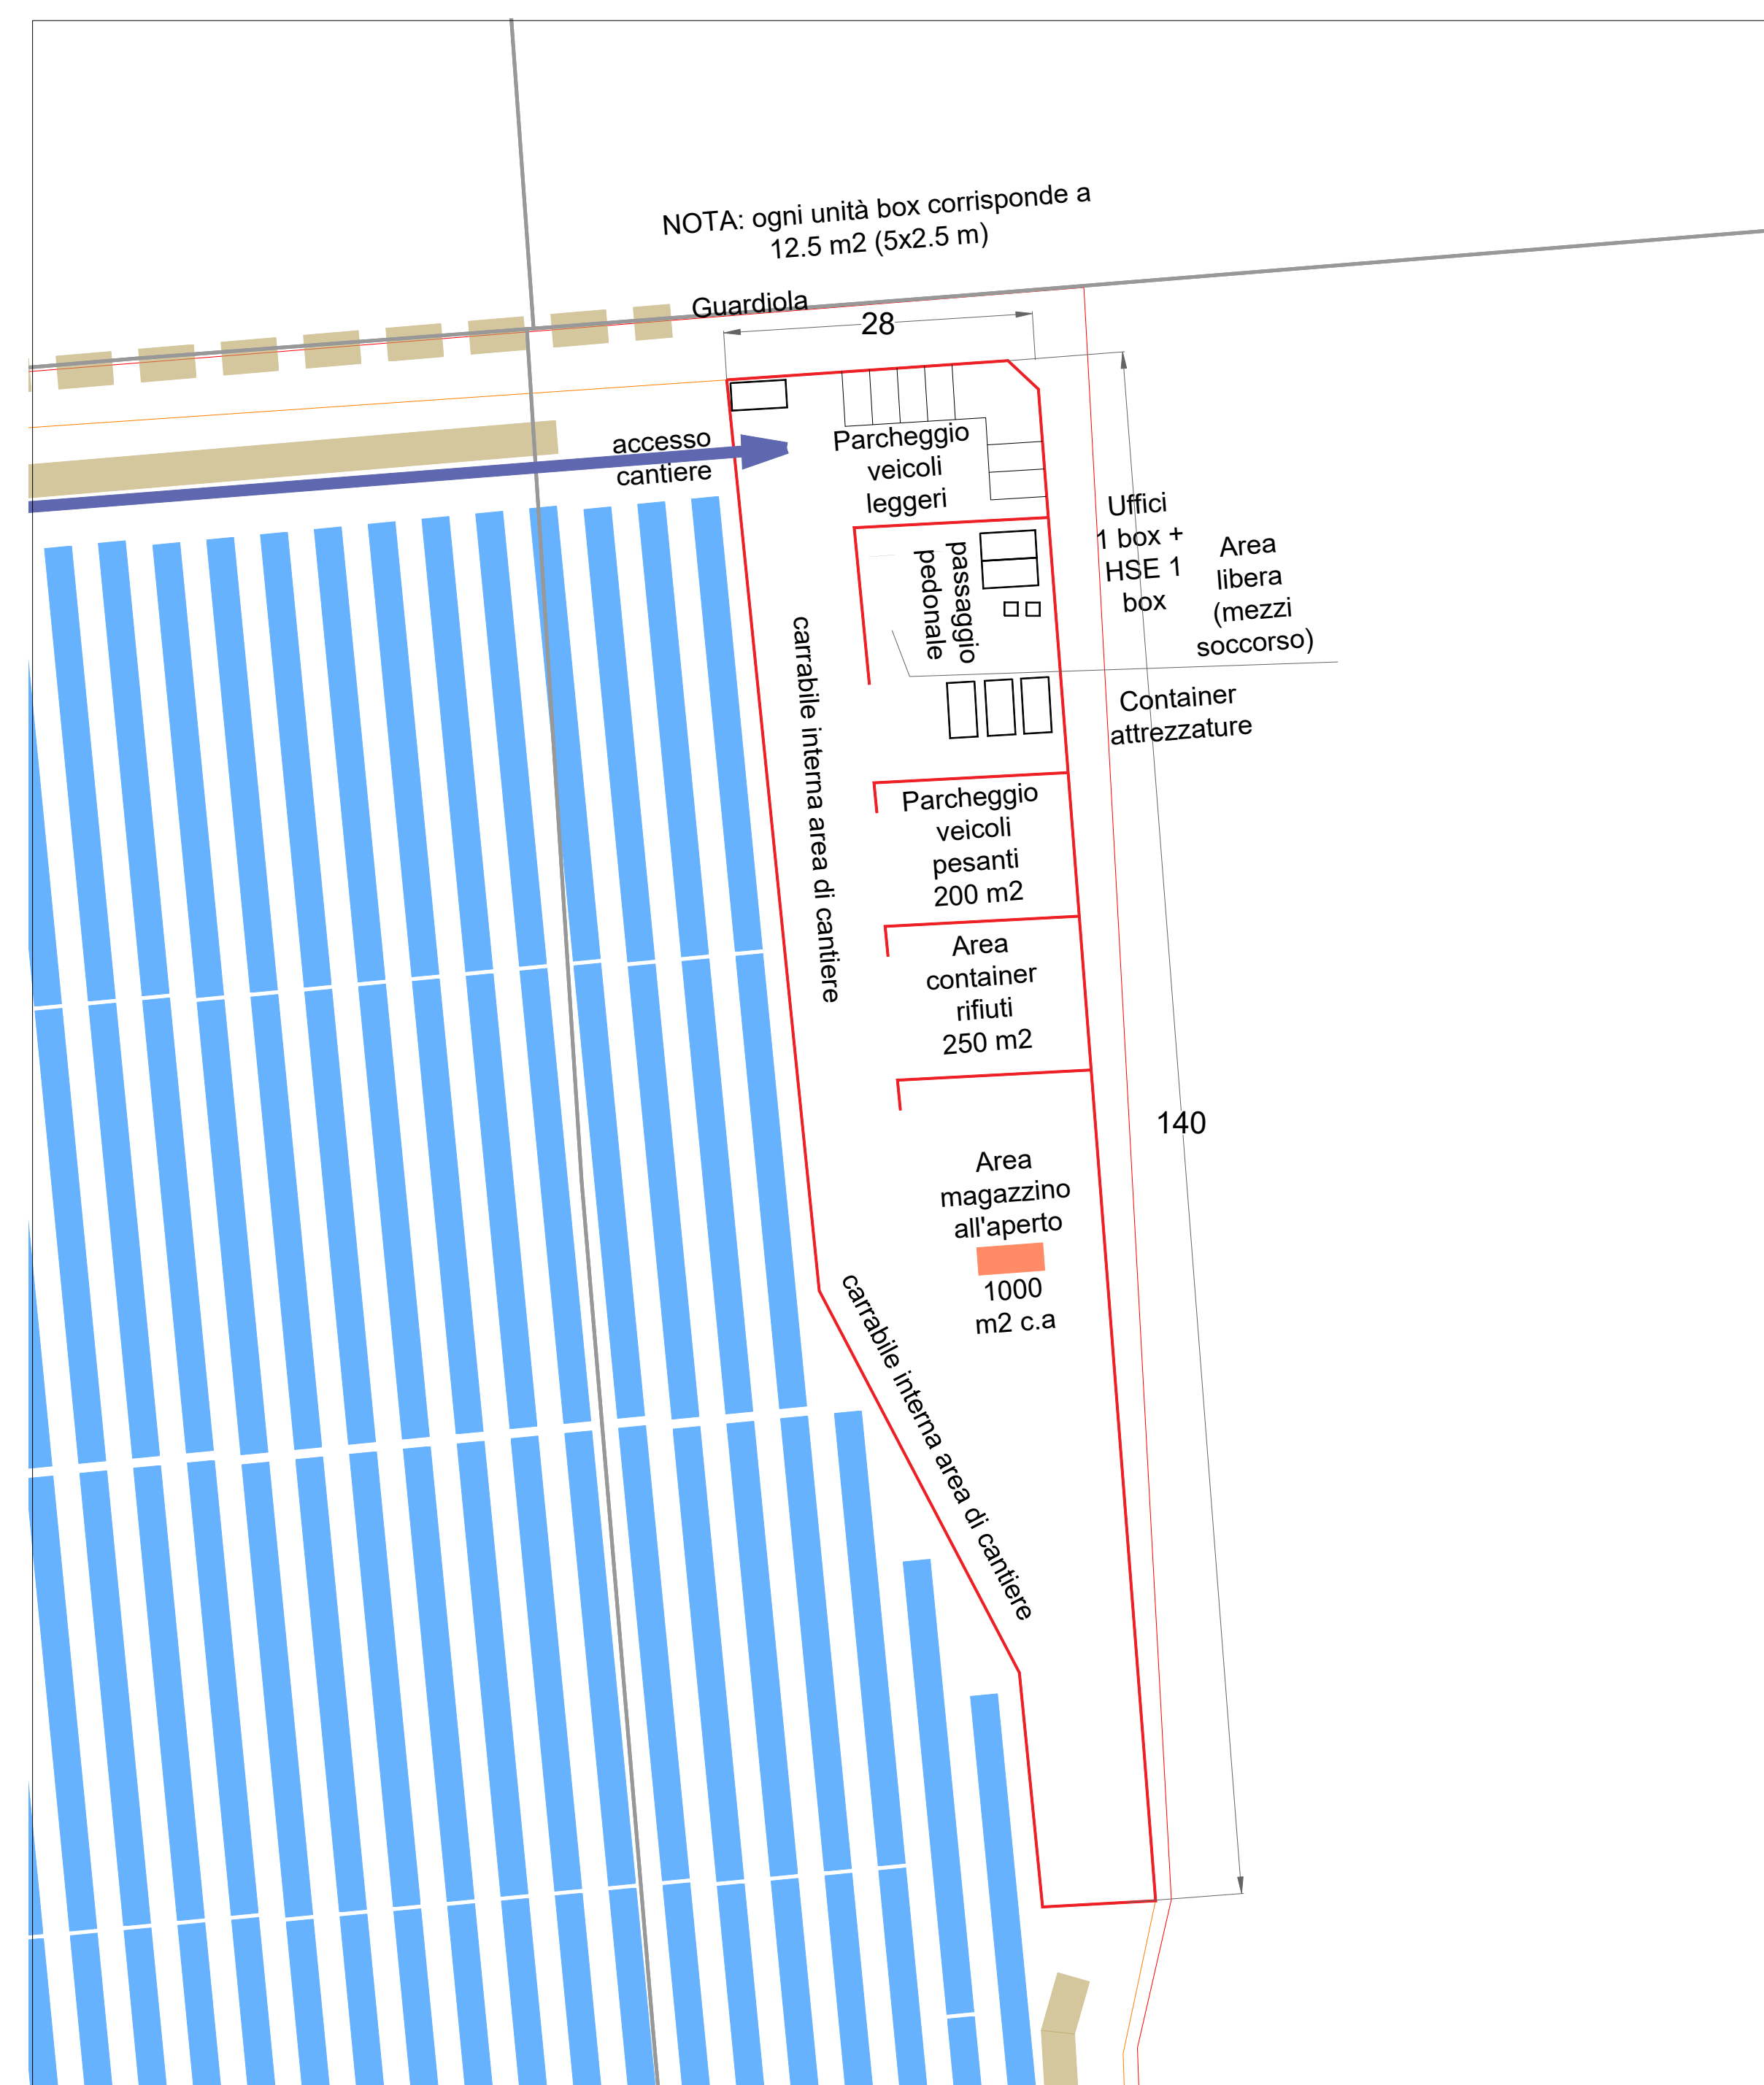 NOTA: ogni unità box corrisponde a
12.5 m2 (5x2.5 m)
Guardiola
28
accesso
cantiere
Parcheggio
veicoli
leggeri
Uffici
1 box +
HSE 1
box
Area
libera
(mezzi
soccorso)
passaggio
pedonale
Container
attrezzature
carrabile interna area di cantiere
Parcheggio
veicoli
pesanti
200 m2
Area
container
rifiuti
250 m2
140
Area
magazzino
all'aperto
1000
m2 c.a
carrabile interna area di cantiere